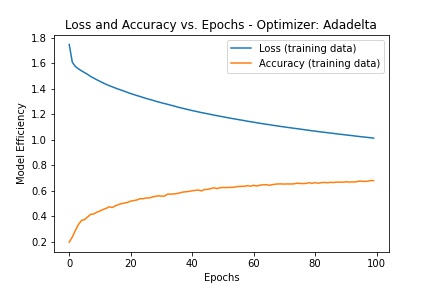 Loss and Accuracy vs. Epochs - Optimizer: Adadelta
1.8
1.6
1.4
1.2
1.0
0.8
0.6
0.4
0.2
Model Efficiency
Loss (training data)
Accuracy (training data)
0 20 40 60 80 100
Epochs